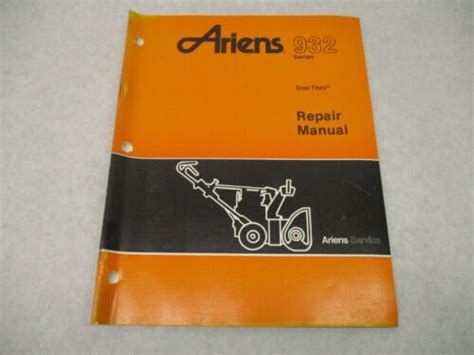 Ariens 932
Series
Sno-Thro®
Repair
Manual
Ariens Service